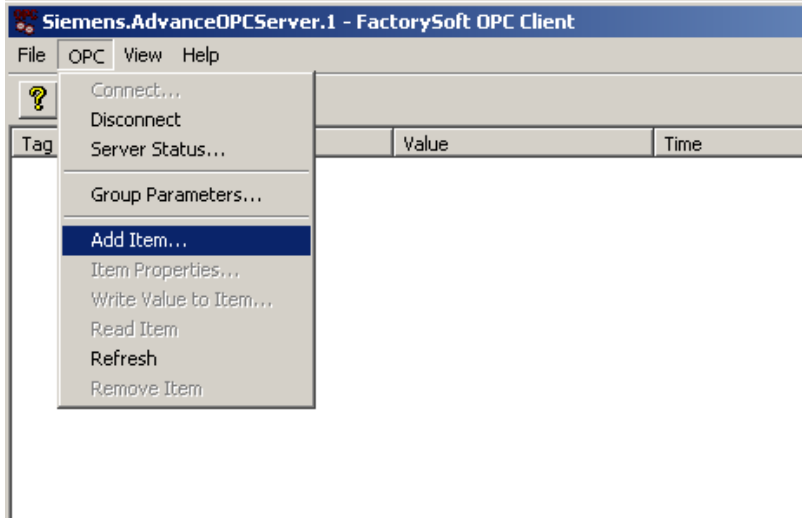 Siemens.AdvanceOPCServer.1 - FactorySoft OPC Client
File OPC View Help
Connect...
Disconnect
Tag Value Time
Server Status...
Group Parameters...
Add Item...
Item Properties...
Write Value to Item...
Read Item
Refresh
Remove Item